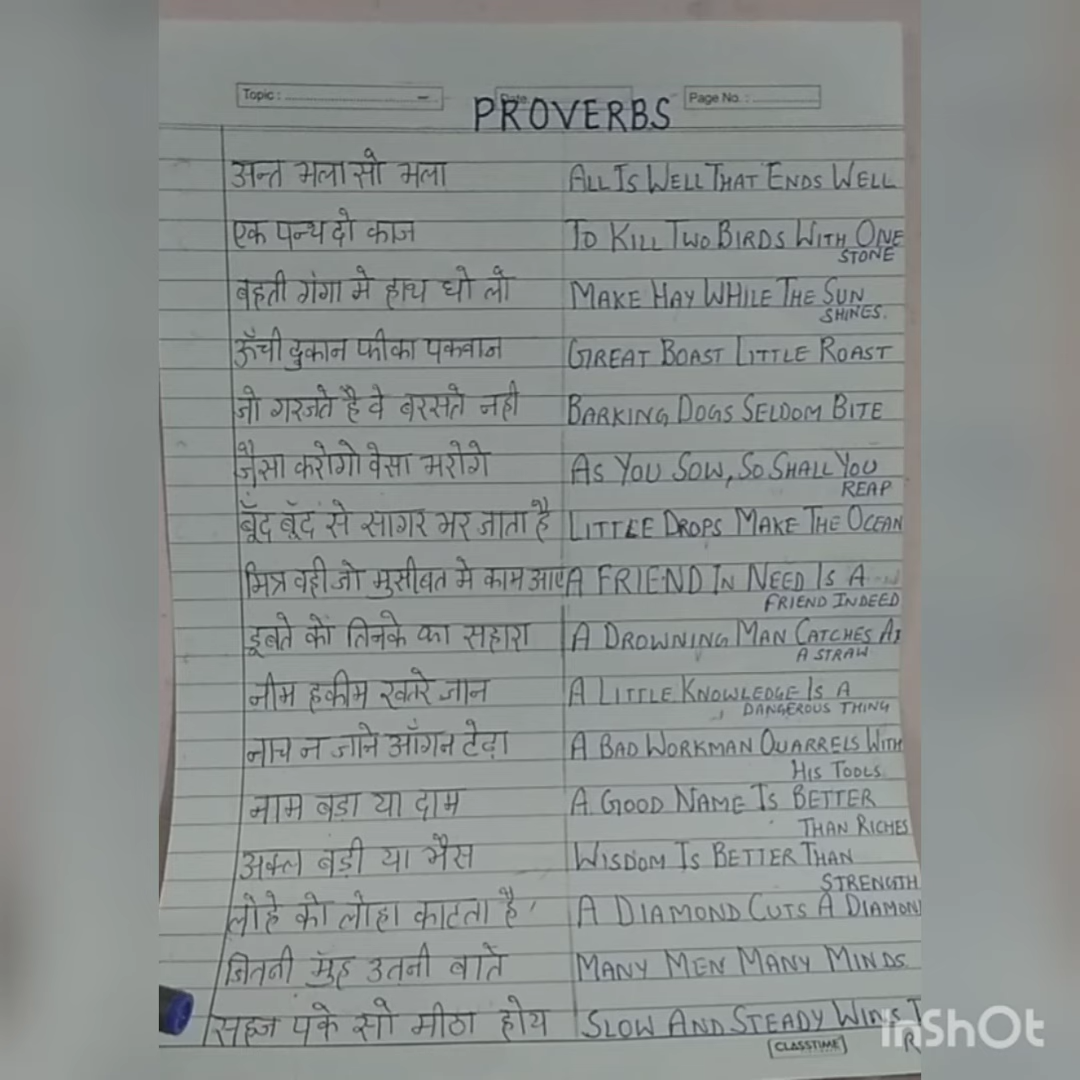 Topic : Date Page No. :
PROVERBS
अन्त भला सो भला ALL IS WELL THAT ENDS WELL
एक पन्थ दो काज TO KILL TWO BIRDS WITH ONE
STONE
बहती गंगा मे हाथ धो लो MAKE HAY WHILE THE SUN
SHINES.
ऊँची दुकान फीका पकवान GREAT BOAST LITTLE ROAST
जो गरजते है वे बरसते नही BARKING DOGS SELDOM BITE
जैसा करोगो वेसा भरोगे AS YOU SOW, SO SHALL YOU
REAP
बूँद बूँद से सागर भर जाता है LITTLE DROPS MAKE THE OCEAN
मित्र वही जो मुसीबत मे काम आए A FRIEND IN NEED IS A
FRIEND INDEED
डूबते को तिनके का सहारा A DROWNING MAN CATCHES AT
A STRAW
नीम हकीम खतरे जान A LITTLE KNOWLEDGE IS A
DANGEROUS THING
नाच न जाने आँगन टेढ़ा A BAD WORKMAN QUARRELS WITH
HIS TOOLS.
नाम बड़ा या दाम A GOOD NAME IS BETTER
THAN RICHES
अक्ल बड़ी या भैस WISDOM IS BETTER THAN
STRENGTH
लोहे को लोहा काटता है A DIAMOND CUTS A DIAMON
जितनी मुँह उतनी बाते MANY MEN MANY MINDS.
सहज पके सो मीठा होय SLOW AND STEADY WINS T
R
CLASSTIME
InShOt